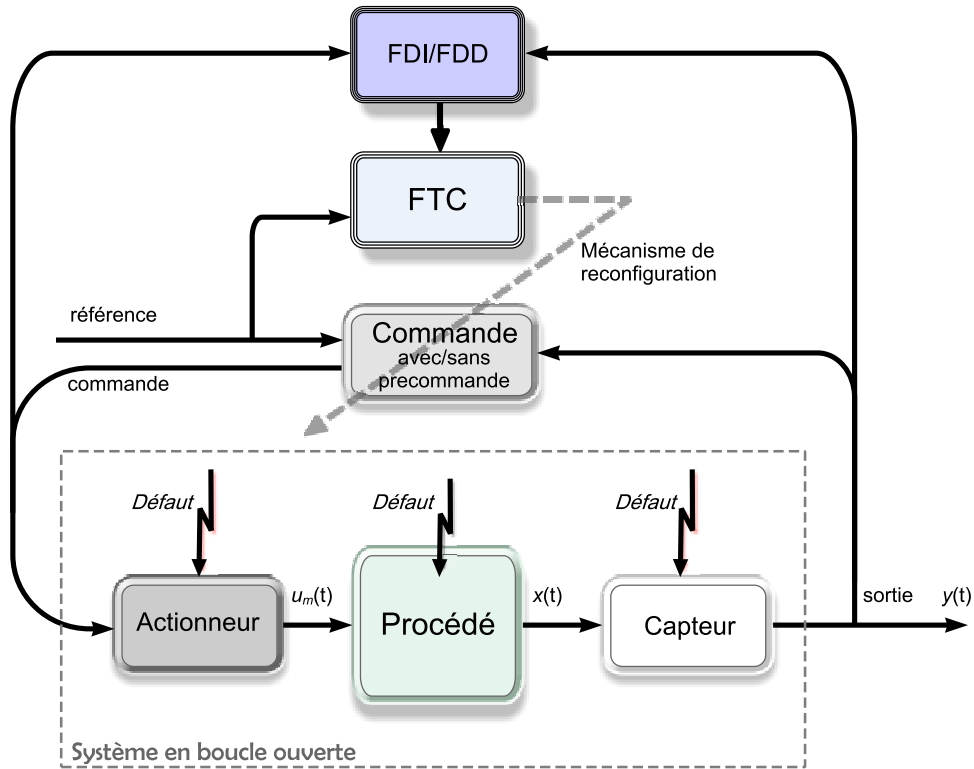 FDI/FDD
FTC
Mécanisme de
reconfiguration
référence
Commande
avec/sans
precommande
commande
Défaut
Défaut
Défaut
Actionneur
um(t)
Procédé
x(t)
Capteur
sortie
y(t)
Système en boucle ouverte